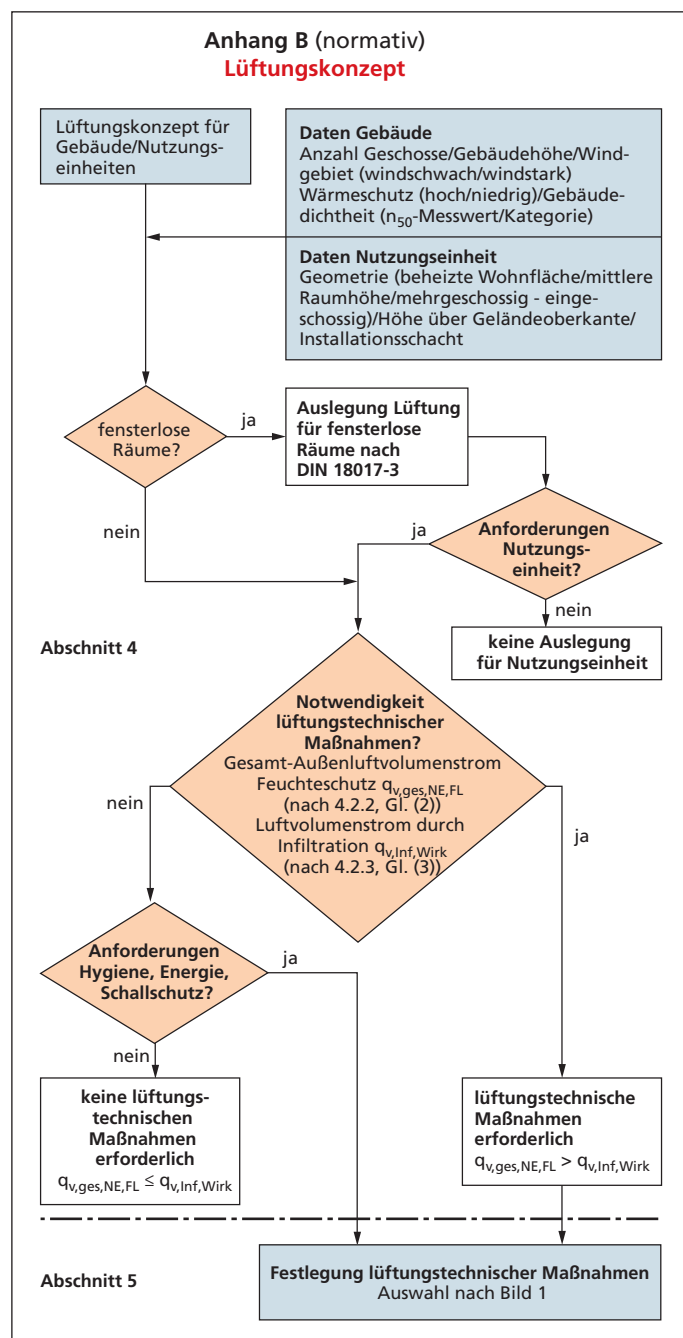 Anhang B (normativ)
Lüftungskonzept
Lüftungskonzept für
Gebäude/Nutzungs-
einheiten
Daten Gebäude
Anzahl Geschosse/Gebäudehöhe/Wind-
gebiet (windschwach/windstark)
Wärmeschutz (hoch/niedrig)/Gebäude-
dichtheit (n50-Messwert/Kategorie)
Daten Nutzungseinheit
Geometrie (beheizte Wohnfläche/mittlere
Raumhöhe/mehrgeschossig - einge-
schossig)/Höhe über Geländeoberkante/
Installationsschacht
fensterlose
Räume?
ja
Auslegung Lüftung
für fensterlose
Räume nach
DIN 18017-3
nein
ja
Anforderungen
Nutzungs-
einheit?
nein
keine Auslegung
für Nutzungseinheit
Abschnitt 4
Notwendigkeit
lüftungstechnischer
Maßnahmen?
Gesamt-Außenluftvolumenstrom
Feuchteschutz qv,ges,NE,FL
(nach 4.2.2, Gl. (2))
Luftvolumenstrom durch
Infiltration qv,Inf,Wirk
(nach 4.2.3, Gl. (3))
nein
ja
Anforderungen
Hygiene, Energie,
Schallschutz?
ja
nein
keine lüftungs-
technischen
Maßnahmen
erforderlich
qv,ges,NE,FL ≤ qv,Inf,Wirk
lüftungstechnische
Maßnahmen
erforderlich
qv,ges,NE,FL > qv,Inf,Wirk
Abschnitt 5
Festlegung lüftungstechnischer Maßnahmen
Auswahl nach Bild 1